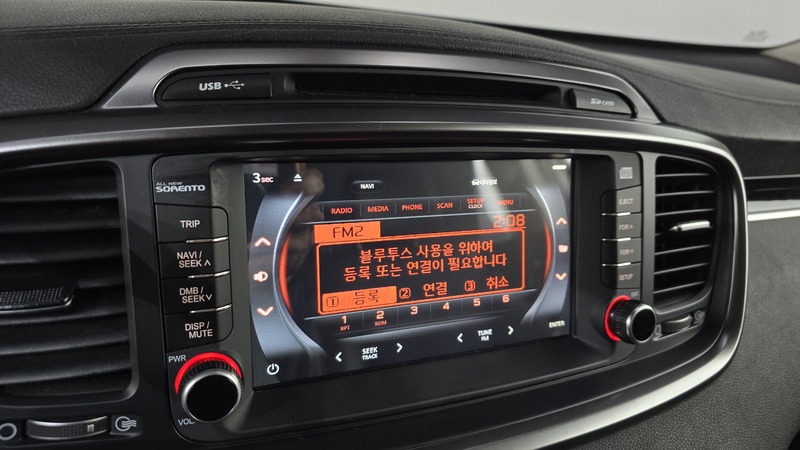 USB
SD CARD
3 sec
NAVI
ALL NEW
SORENTO
TRIP
NAVI /
SEEK ∧
DMB /
SEEK ∨
DISP /
MUTE
PWR
VOL
RADIO MEDIA PHONE SCAN SETUP CLOCK MENU
FM2 2:08
블루투스 사용을 위하여
등록 또는 연결이 필요합니다
① 등록 ② 연결 ③ 취소
1 2 3 4 5 6
RPT RDM
SEEK
TRACK
TUNE
FILE
ENTER
EJECT
SETUP